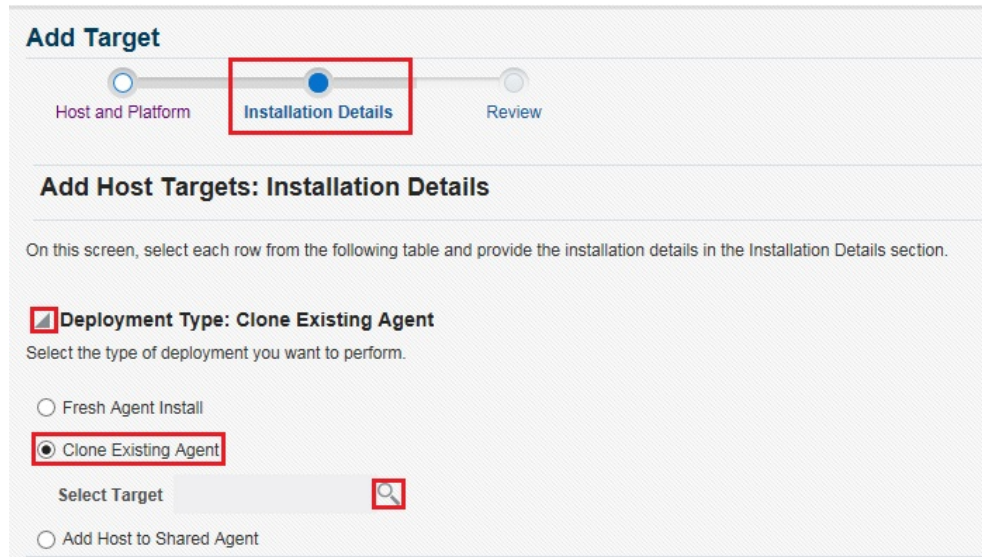 Add Target
Host and Platform Installation Details Review
Add Host Targets: Installation Details
On this screen, select each row from the following table and provide the installation details in the Installation Details section.
Deployment Type: Clone Existing Agent
Select the type of deployment you want to perform.
Fresh Agent Install
Clone Existing Agent
Select Target
Add Host to Shared Agent